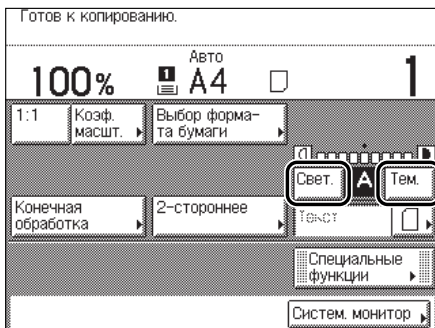 Готов к копированию.
Авто
100%
1
A4
1
1:1
Коэф.
масшт.
Выбор форма-
та бумаги
Свет.
A
Тем.
Конечная
обработка
2-стороннее
Текст
Специальные
функции
Систем. монитор